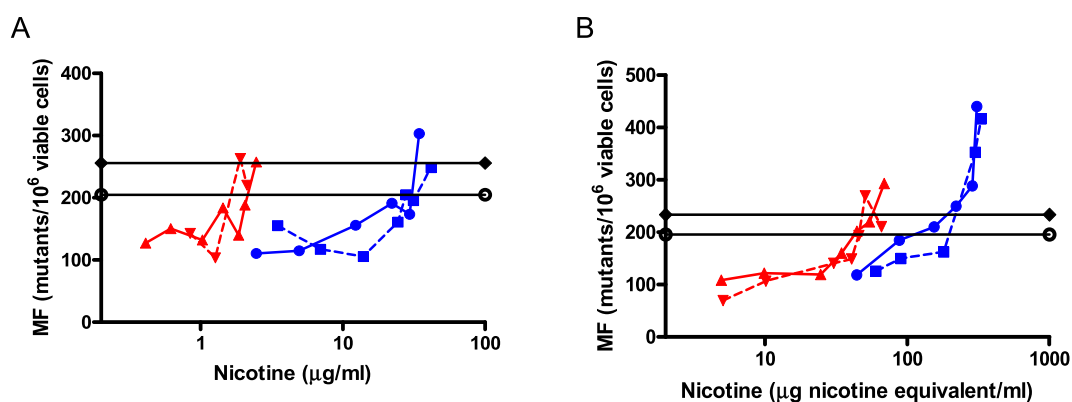 A
MF (mutants/10⁶ viable cells)
400
300
200
100
0
1
10
100
Nicotine (μg/ml)
B
MF (mutants/10⁶ viable cells)
500
400
300
200
100
0
10
100
1000
Nicotine (μg nicotine equivalent/ml)